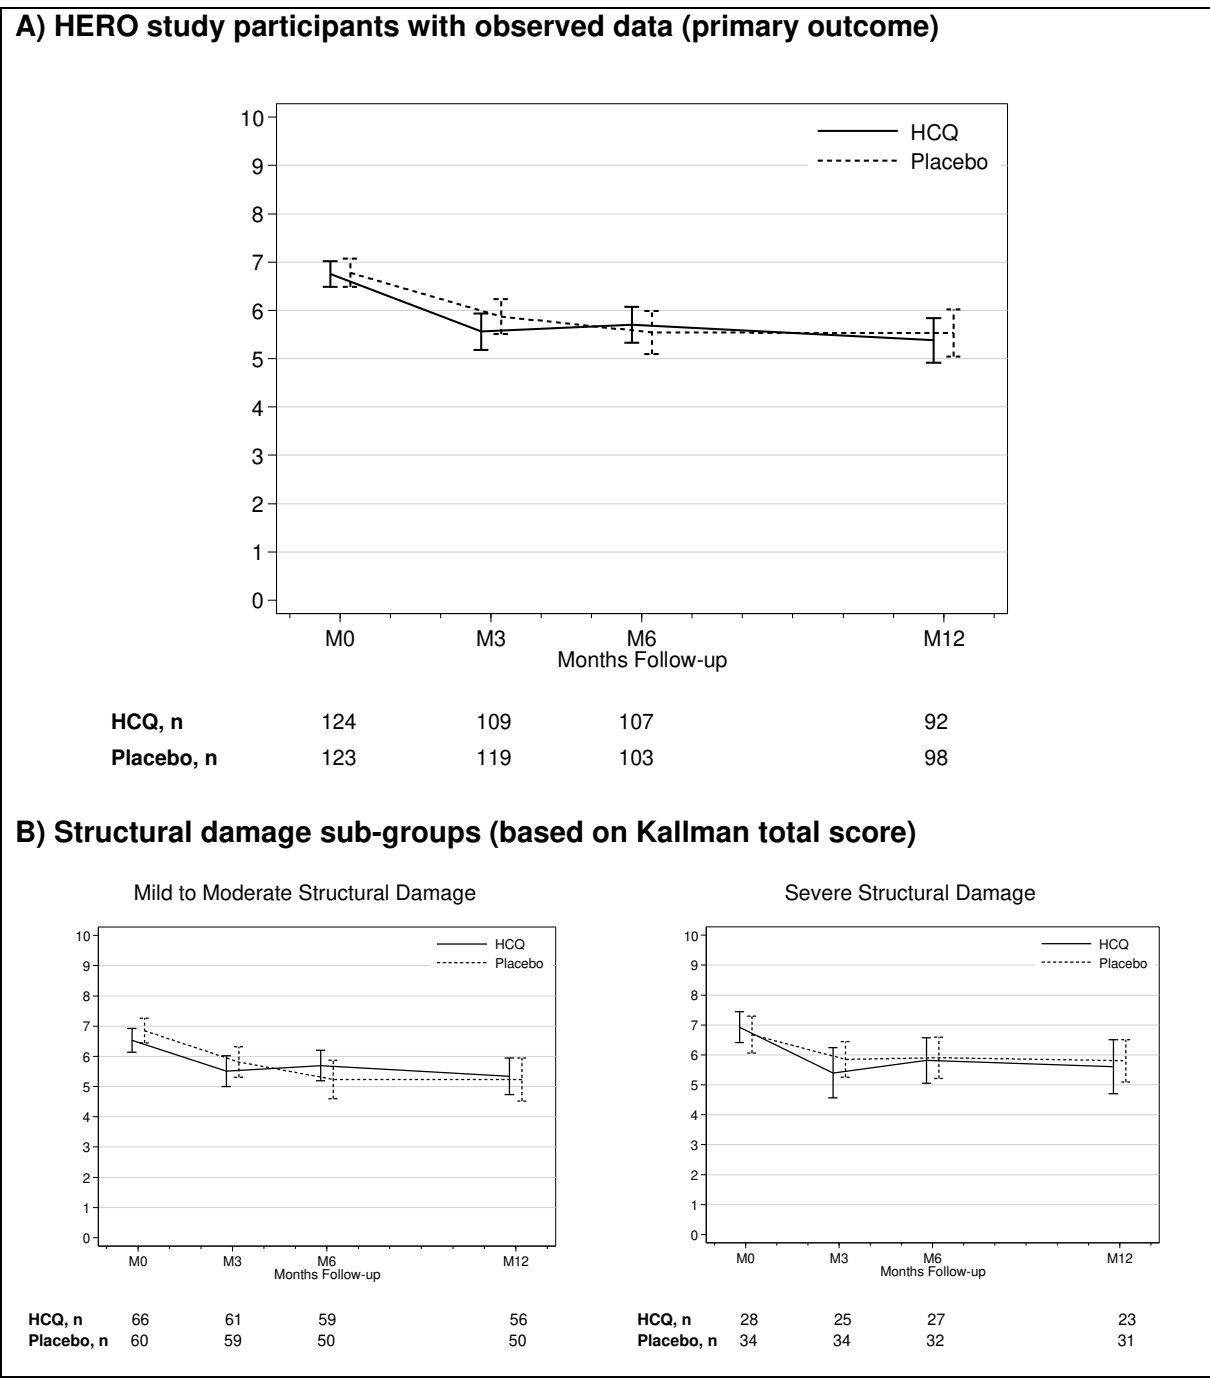 A) HERO study participants with observed data (primary outcome)
HCQ
Placebo
10
9
8
7
6
5
4
3
2
1
0
M0 M3 M6 M12
Months Follow-up
HCQ, n 124 109 107 92
Placebo, n 123 119 103 98
B) Structural damage sub-groups (based on Kallman total score)
Mild to Moderate Structural Damage
HCQ
Placebo
10
9
8
7
6
5
4
3
2
1
0
M0 M3 M6 M12
Months Follow-up
HCQ, n 66 61 59 56
Placebo, n 60 59 50 50
Severe Structural Damage
HCQ
Placebo
10
9
8
7
6
5
4
3
2
1
0
M0 M3 M6 M12
Months Follow-up
HCQ, n 28 25 27 23
Placebo, n 34 34 32 31